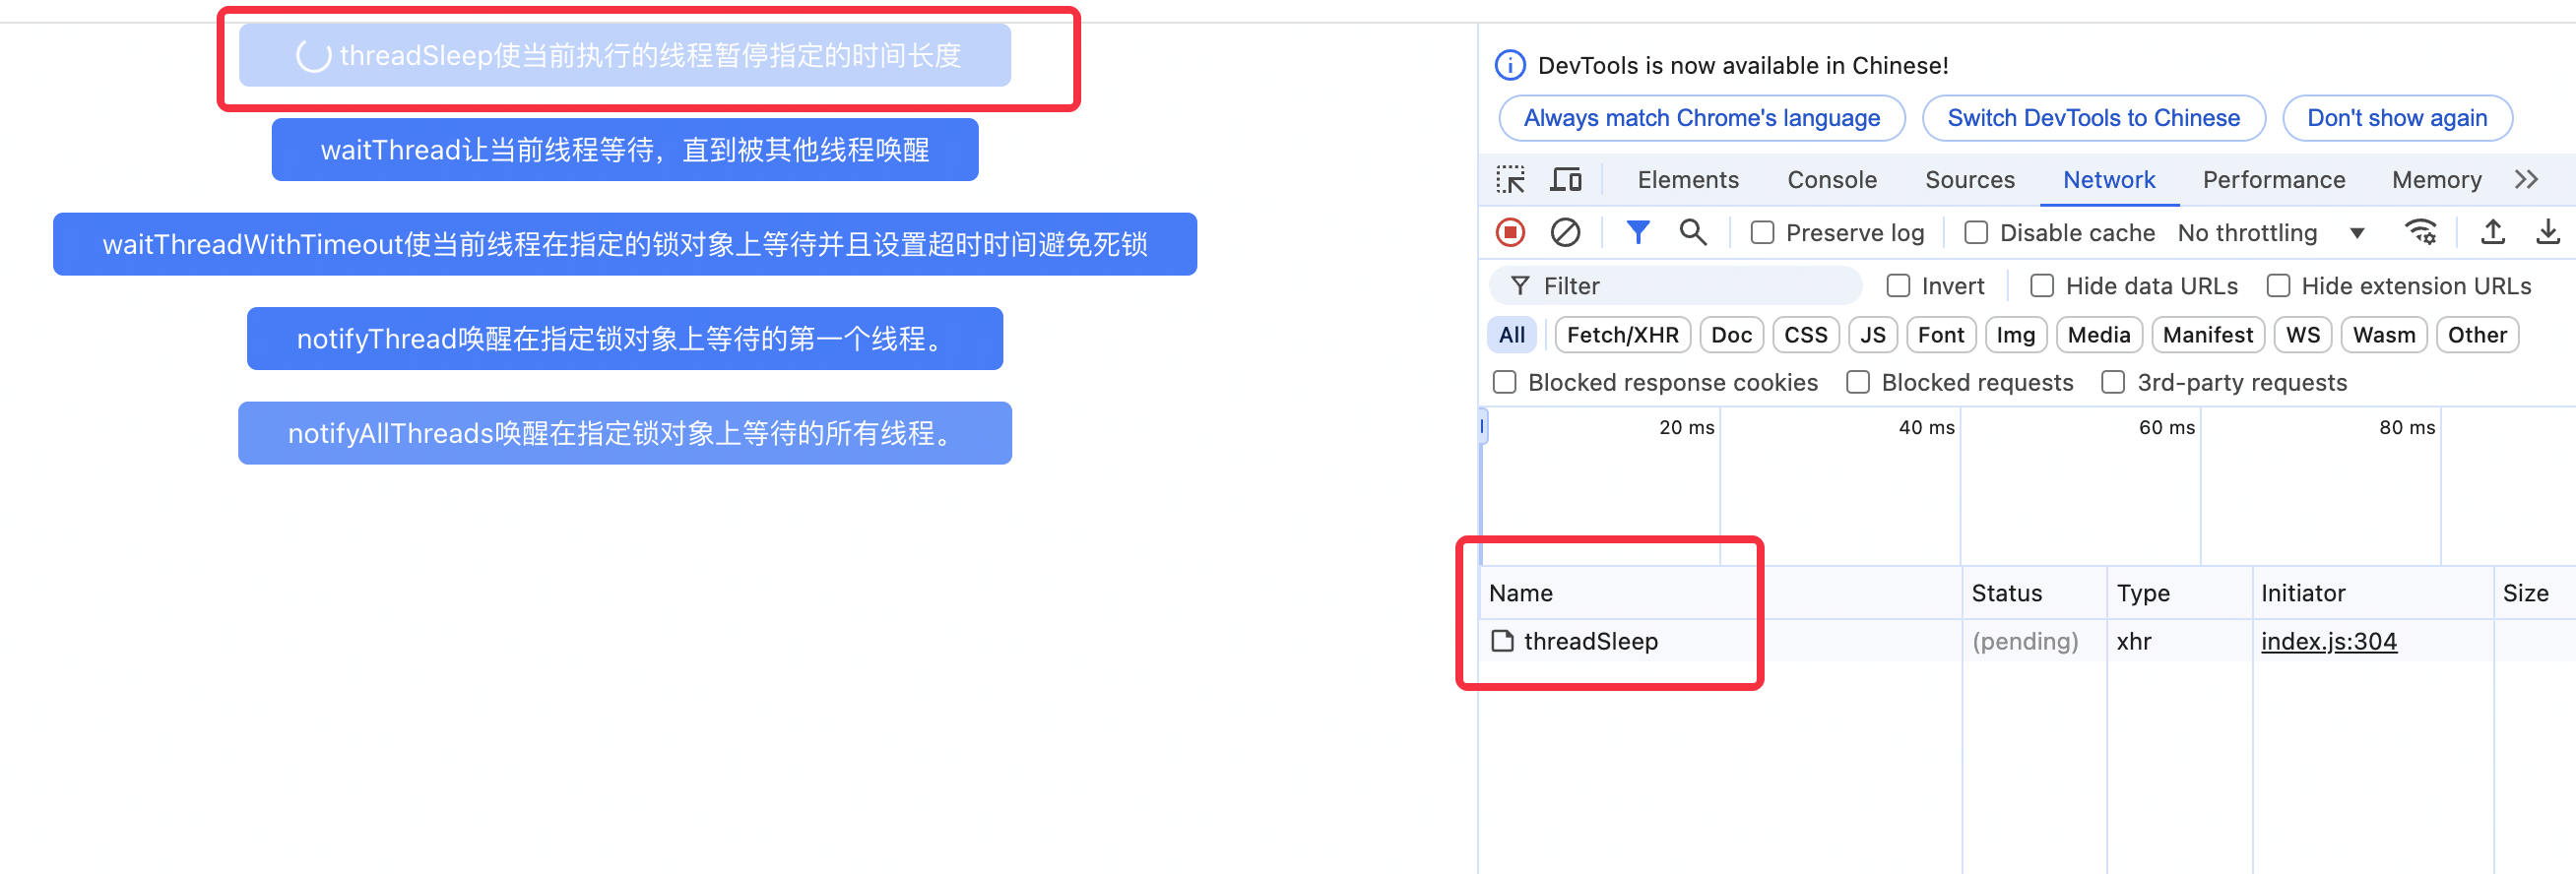 threadSleep使当前执行的线程暂停指定的时间长度
waitThread让当前线程等待，直到被其他线程唤醒
waitThreadWithTimeout使当前线程在指定的锁对象上等待并且设置超时时间避免死锁
notifyThread唤醒在指定锁对象上等待的第一个线程。
notifyAllThreads唤醒在指定锁对象上等待的所有线程。
DevTools is now available in Chinese!
Always match Chrome's language Switch DevTools to Chinese Don't show again
Elements Console Sources Network Performance Memory
Preserve log Disable cache No throttling
Filter Invert Hide data URLs Hide extension URLs
All Fetch/XHR Doc CSS JS Font Img Media Manifest WS Wasm Other
Blocked response cookies Blocked requests 3rd-party requests
20 ms 40 ms 60 ms 80 ms
Name Status Type Initiator Size
threadSleep (pending) xhr index.js:304